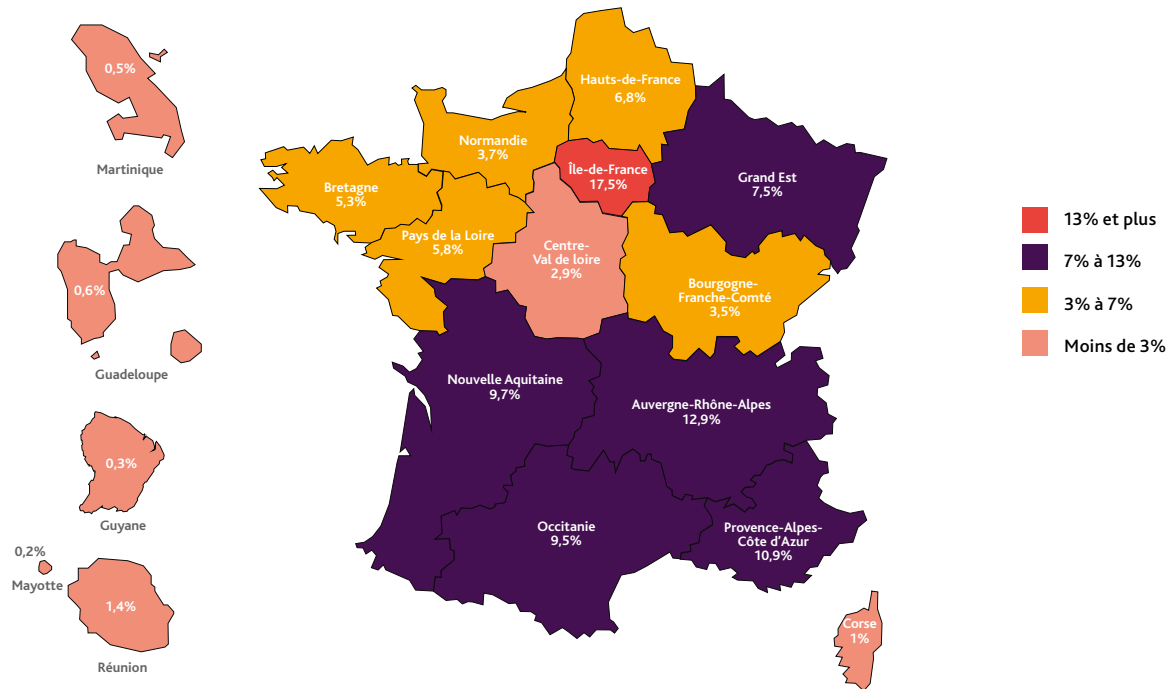 0,5%
Martinique
0,6%
Guadeloupe
0,3%
Guyane
0,2%
Mayotte
1,4%
Réunion
Hauts-de-France
6,8%
Normandie
3,7%
Île-de-France
17,5%
Grand Est
7,5%
Bretagne
5,3%
Pays de la Loire
5,8%
Centre-
Val de loire
2,9%
Bourgogne-
Franche-Comté
3,5%
Nouvelle Aquitaine
9,7%
Auvergne-Rhône-Alpes
12,9%
Occitanie
9,5%
Provence-Alpes-
Côte d'Azur
10,9%
Corse
1%
13% et plus
7% à 13%
3% à 7%
Moins de 3%